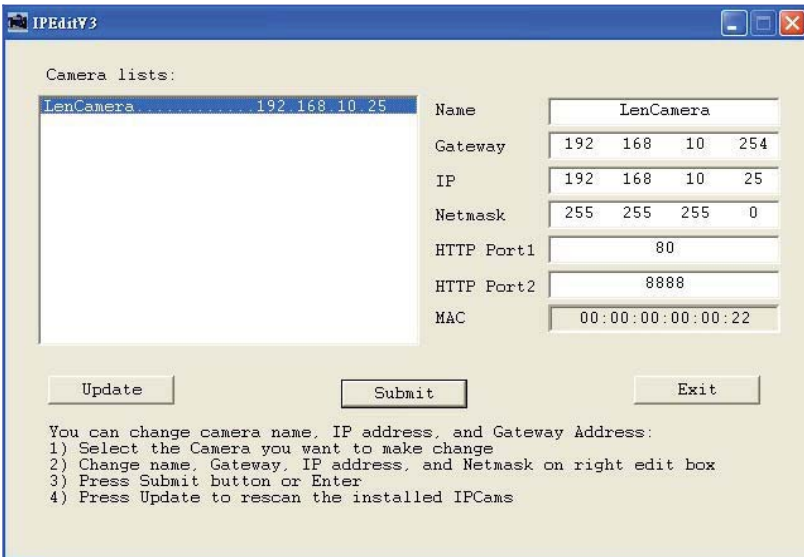 IPEditV3
Camera lists:
LenCamera............192.168.10.25
Name LenCamera
Gateway 192 168 10 254
IP 192 168 10 25
Netmask 255 255 255 0
HTTP Port1 80
HTTP Port2 8888
MAC 00:00:00:00:00:22
Update Submit Exit
You can change camera name, IP address, and Gateway Address:
1) Select the Camera you want to make change
2) Change name, Gateway, IP address, and Netmask on right edit box
3) Press Submit button or Enter
4) Press Update to rescan the installed IPCams